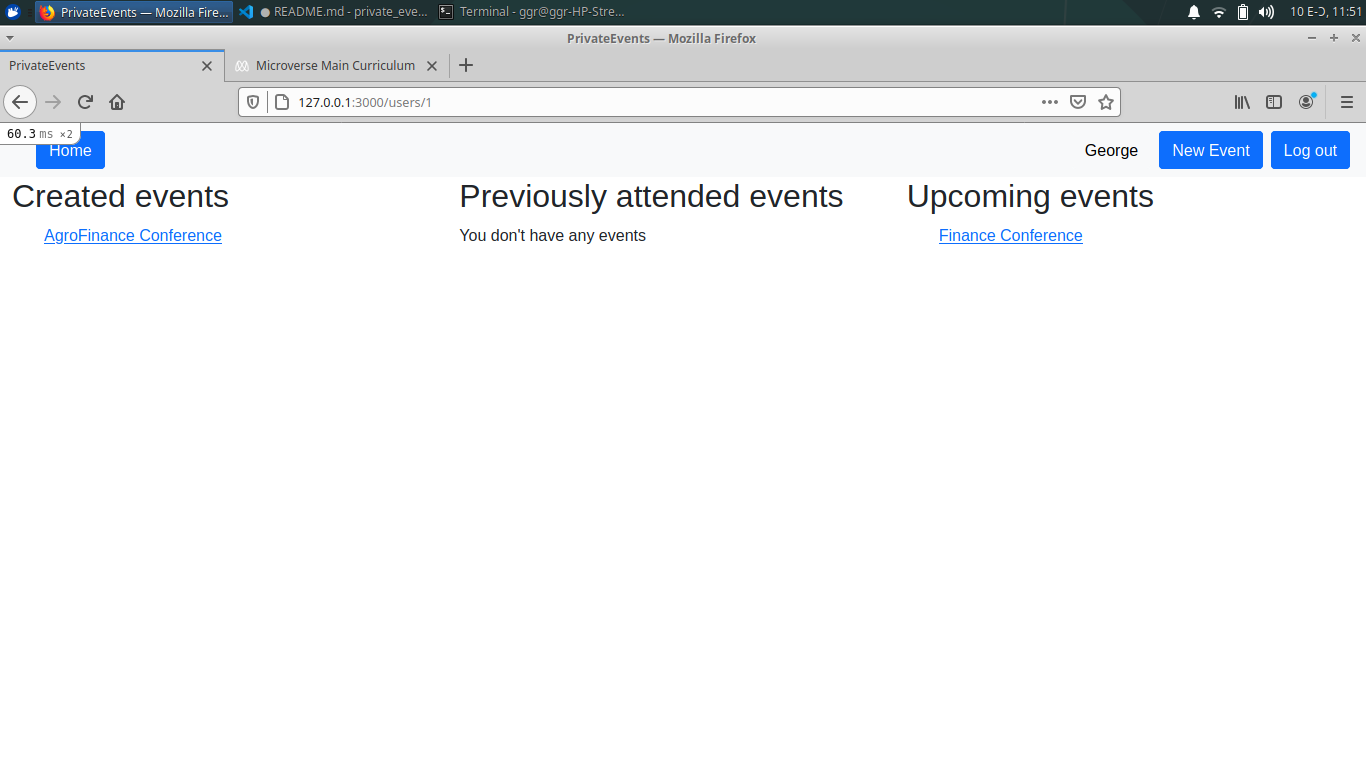 PrivateEvents — Mozilla Fire...
README.md - private_eve...
Terminal - ggr@ggr-HP-Stre...
11:51
PrivateEvents — Mozilla Firefox
PrivateEvents
Microverse Main Curriculum
127.0.0.1:3000/users/1
60.3 ms ×2
Home
George
New Event
Log out
Created events
Previously attended events
Upcoming events
AgroFinance Conference
You don't have any events
Finance Conference